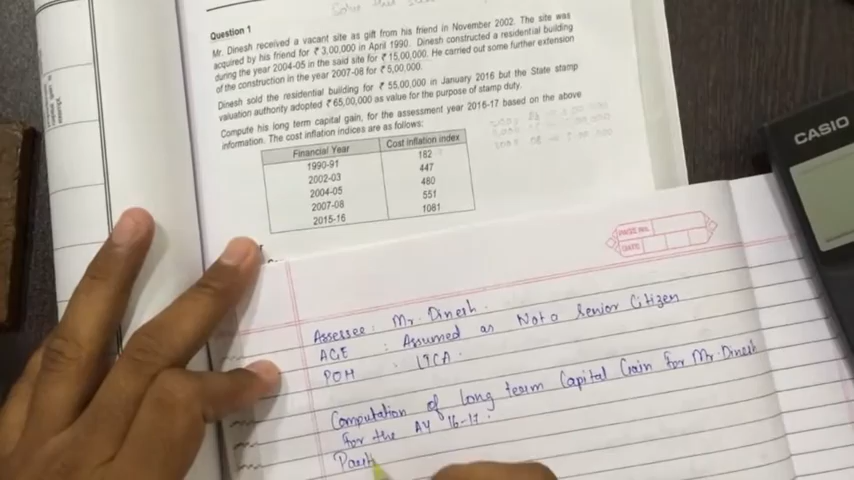 Solve this
Question 1
Mr. Dinesh received a vacant site as gift from his friend in November 2002. The site was
acquired by his friend for ₹ 3,00,000 in April 1990. Dinesh constructed a residential building
during the year 2004-05 in the said site for ₹ 15,00,000. He carried out some further extension
of the construction in the year 2007-08 for ₹ 5,00,000.
Dinesh sold the residential building for ₹ 55,00,000 in January 2016 but the State stamp
valuation authority adopted ₹ 65,00,000 as value for the purpose of stamp duty.
Compute his long term capital gain, for the assessment year 2016-17 based on the above
information. The cost inflation indices are as follows:
Financial Year Cost inflation index
1990-91 182
2002-03 447
2004-05 480
2007-08 551
2015-16 1081
CASIO
PAGE NO.
DATE
Assessee: Mr. Dinesh.
AGE : Assumed as Not a Senior Citizen
POH : LTCA.
Computation of long term Capital Gain for Mr. Dinesh
for the AY 16-17.